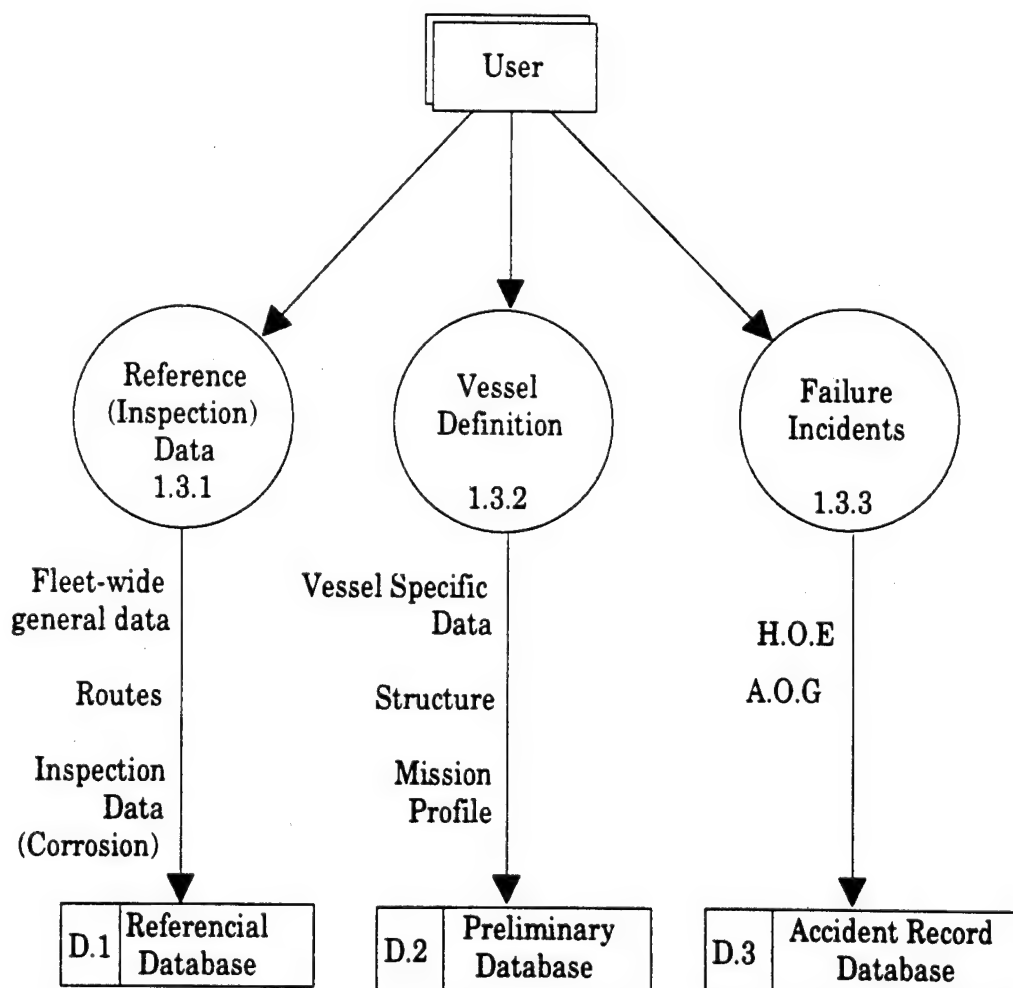 User
Reference
(Inspection)
Data
1.3.1
Vessel
Definition
1.3.2
Failure
Incidents
1.3.3
Fleet-wide
general data
Routes
Inspection
Data
(Corrosion)
Vessel Specific
Data
Structure
Mission
Profile
H.O.E
A.O.G
D.1
Referencial
Database
D.2
Preliminary
Database
D.3
Accident Record
Database